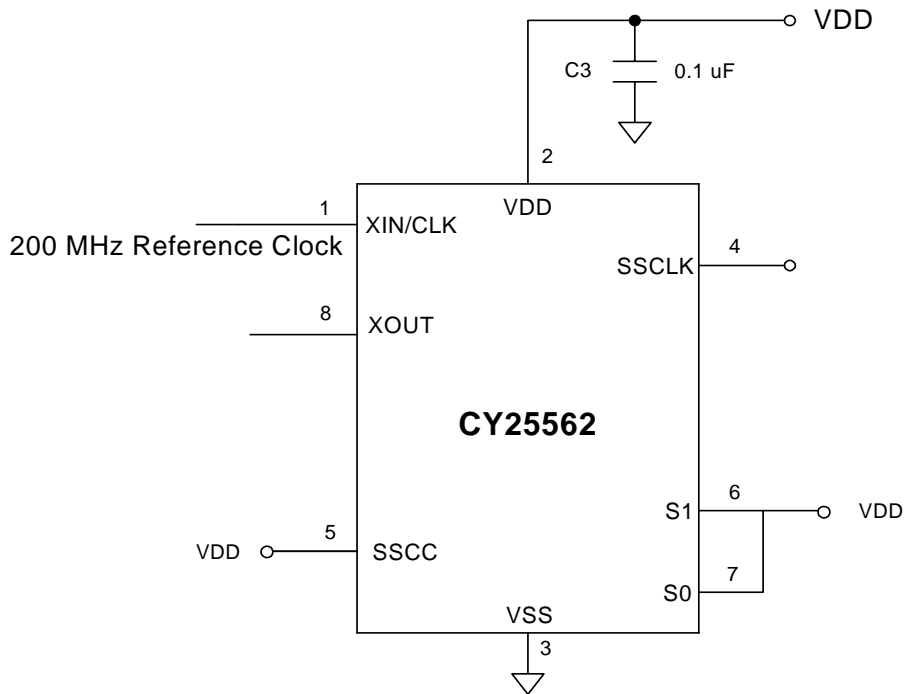 VDD
C3 0.1 uF
2
VDD
1
XIN/CLK
200 MHz Reference Clock
4
SSCLK
8
XOUT
CY25562
6
S1
VDD
5
VDD
SSCC
7
S0
VSS
3